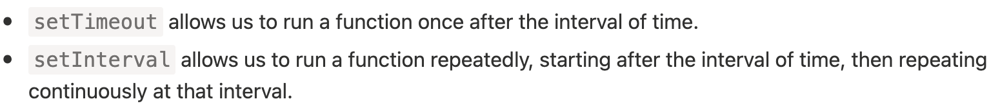 • setTimeout allows us to run a function once after the interval of time.
• setInterval allows us to run a function repeatedly, starting after the interval of time, then repeating
continuously at that interval.